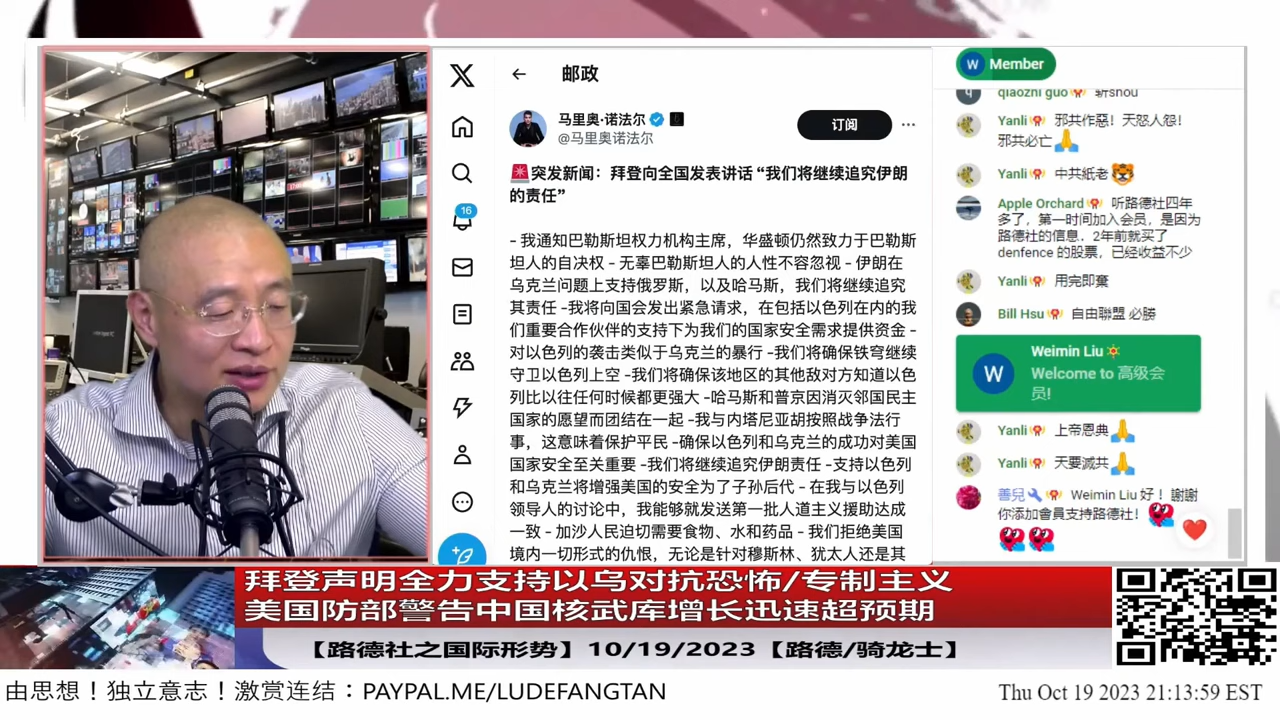 邮政
马里奥·诺法尔
@马里奥诺法尔
订阅
16
🚨突发新闻：拜登向全国发表讲话 “我们将继续追究伊朗
的责任”
- 我通知巴勒斯坦权力机构主席，华盛顿仍然致力于巴勒斯
坦人的自决权 - 无辜巴勒斯坦人的人性不容忽视 - 伊朗在
乌克兰问题上支持俄罗斯，以及哈马斯，我们将继续追究
其责任 -我将向国会发出紧急请求，在包括以色列在内的我
们重要合作伙伴的支持下为我们的国家安全需求提供资金 -
对以色列的袭击类似于乌克兰的暴行 -我们将确保铁穹继续
守卫以色列上空 -我们将确保该地区的其他敌对方知道以色
列比以往任何时候都更强大 -哈马斯和普京因消灭邻国民主
国家的愿望而团结在一起 -我与内塔尼亚胡按照战争法行
事，这意味着保护平民 -确保以色列和乌克兰的成功对美国
国家安全至关重要 -我们将继续追究伊朗责任 -支持以色列
和乌克兰将增强美国的安全为了子孙后代 - 在我与以色列
领导人的讨论中，我能够就发送第一批人道主义援助达成
一致 - 加沙人民迫切需要食物、水和药品 - 我们拒绝美国
境内一切形式的仇恨，无论是针对穆斯林、犹太人还是其
W Member
qiaozhi guo 斩shou
Yanli 邪共作惡！天怒人怨！
邪共必亡🙏
Yanli 中共紙老🐯
Apple Orchard 听路德社四年
多了，第一时间加入会员，是因为
路德社的信息，2年前就买了
denfence 的股票，已经收益不少
Yanli 用完即棄
Bill Hsu 自由聯盟 必勝
W
Weimin Liu
Welcome to 高级会
员!
Yanli 上帝恩典🙏
Yanli 天要滅共🙏
善兒 Weimin Liu 好！謝謝
你添加會員支持路德社！
拜登声明全力支持以乌对抗恐怖/专制主义
美国防部警告中国核武库增长迅速超预期
【路德社之国际形势】10/19/2023【路德/骑龙士】
由思想！独立意志！激赏连结：PAYPAL.ME/LUDEFANGTAN
Thu Oct 19 2023 21:13:59 EST